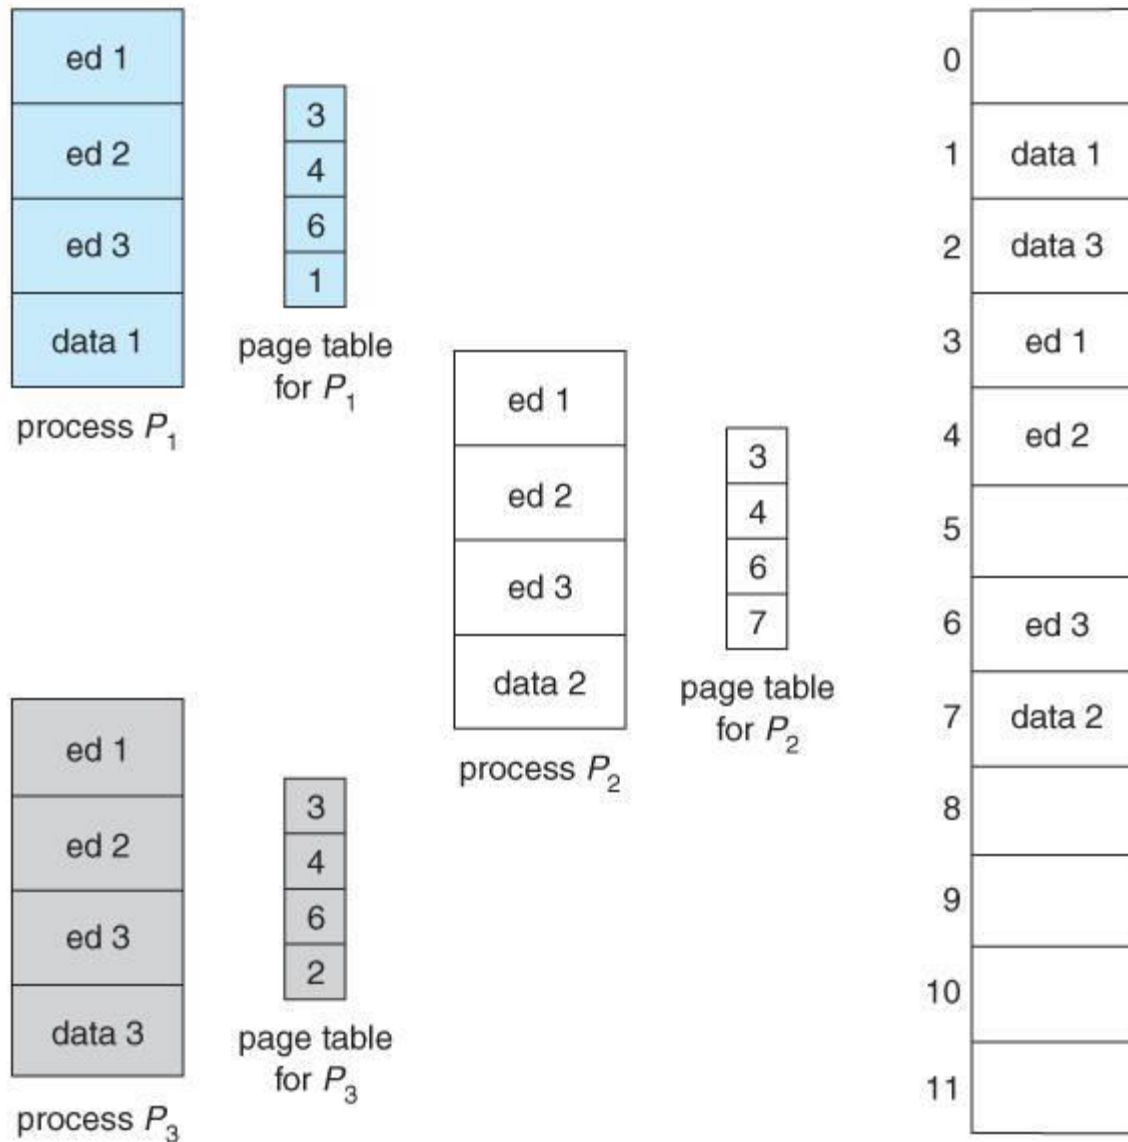 ed 1
ed 2
ed 3
data 1
process P1
3
4
6
1
page table
for P1
ed 1
ed 2
ed 3
data 2
process P2
3
4
6
7
page table
for P2
ed 1
ed 2
ed 3
data 3
process P3
3
4
6
2
page table
for P3
0
1 data 1
2 data 3
3 ed 1
4 ed 2
5
6 ed 3
7 data 2
8
9
10
11